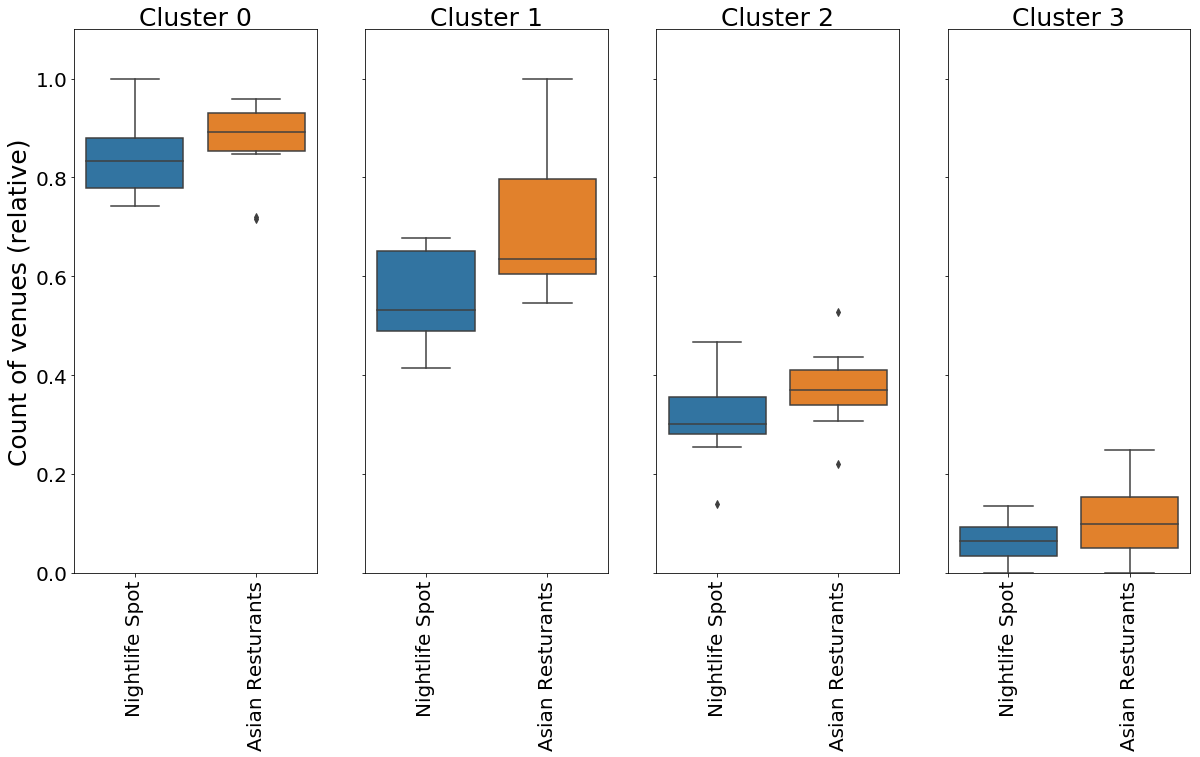 Cluster 0
Cluster 1
Cluster 2
Cluster 3
Count of venues (relative)
1.0
0.8
0.6
0.4
0.2
0.0
Nightlife Spot
Asian Resturants
Nightlife Spot
Asian Resturants
Nightlife Spot
Asian Resturants
Nightlife Spot
Asian Resturants